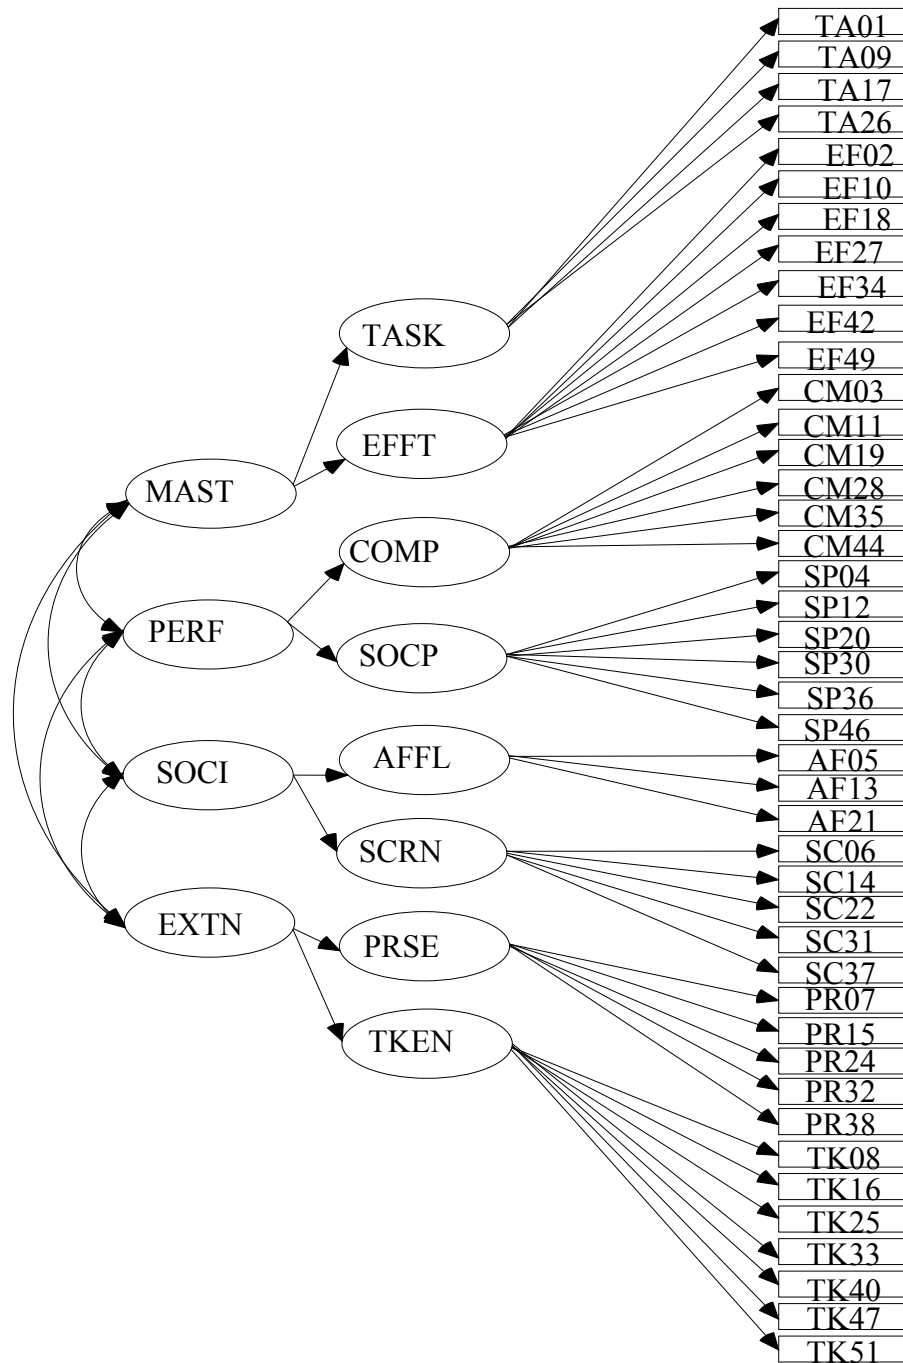 TA01
TA09
TA17
TA26
EF02
EF10
EF18
EF27
EF34
EF42
EF49
CM03
CM11
CM19
CM28
CM35
CM44
SP04
SP12
SP20
SP30
SP36
SP46
AF05
AF13
AF21
SC06
SC14
SC22
SC31
SC37
PR07
PR15
PR24
PR32
PR38
TK08
TK16
TK25
TK33
TK40
TK47
TK51
TASK
EFFT
COMP
SOCP
AFFL
SCRN
PRSE
TKEN
MAST
PERF
SOCI
EXTN